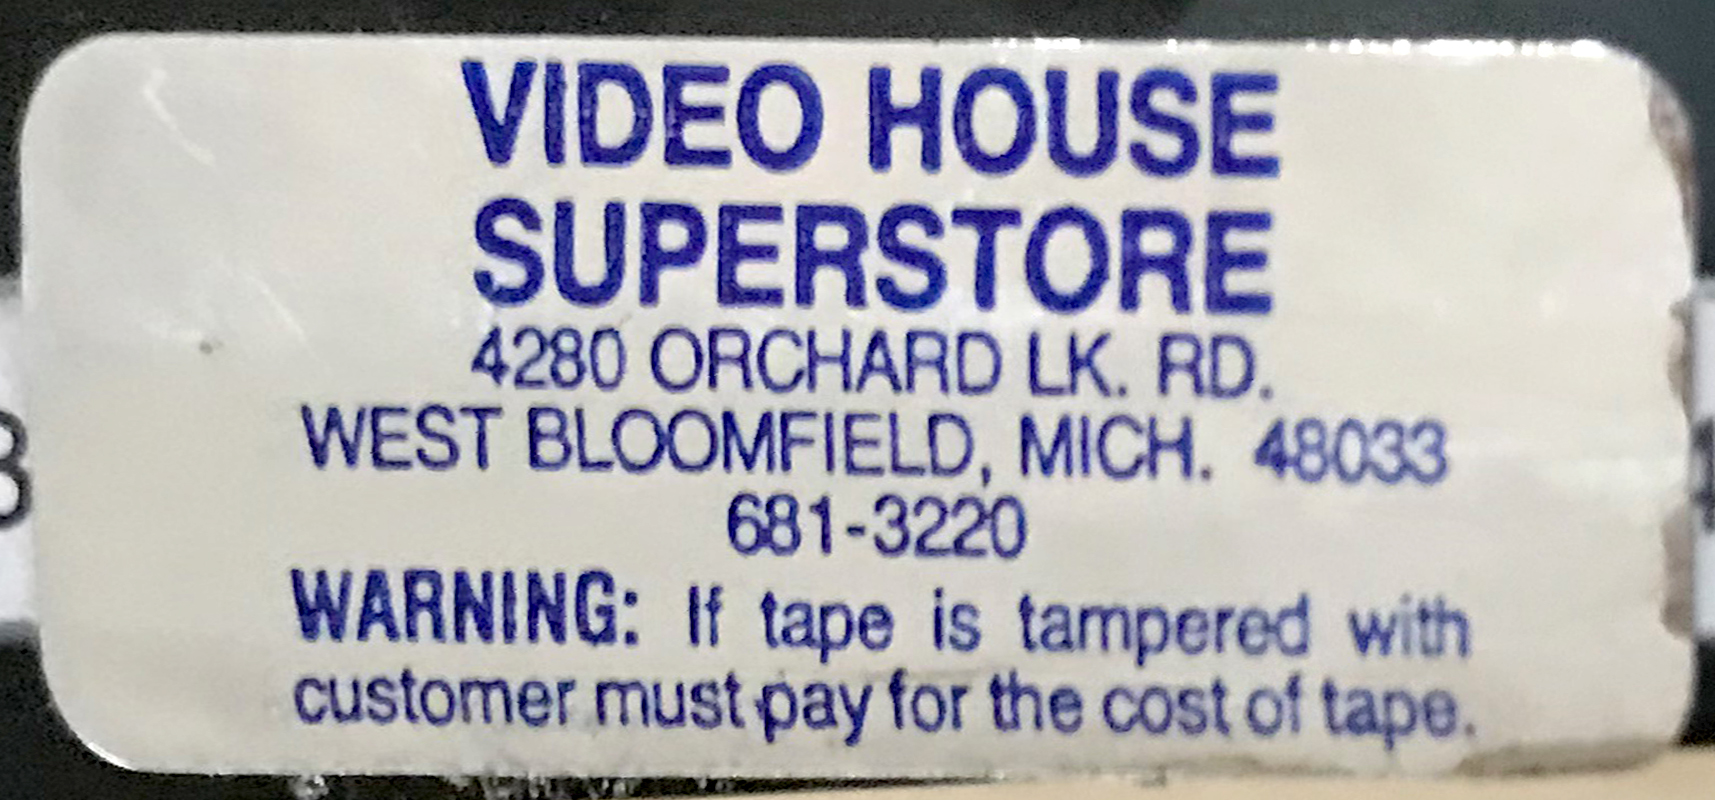 VIDEO HOUSE
SUPERSTORE
4280 ORCHARD LK. RD.
WEST BLOOMFIELD, MICH. 48033
681-3220
WARNING: If tape is tampered with
customer must pay for the cost of tape.